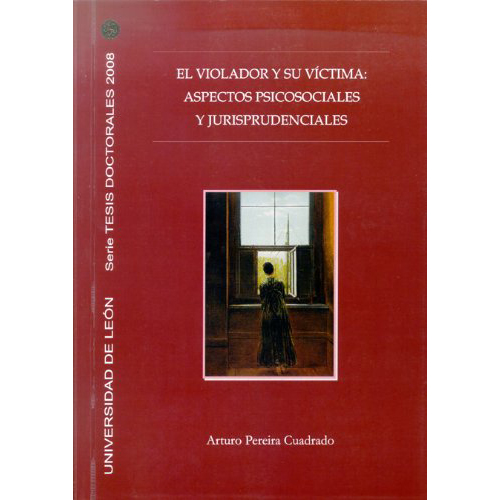 EL VIOLADOR Y SU VÍCTIMA:
ASPECTOS PSICOSOCIALES
Y JURISPRUDENCIALES
Arturo Pereira Cuadrado
UNIVERSIDAD DE LEÓN Serie TESIS DOCTORALES 2008